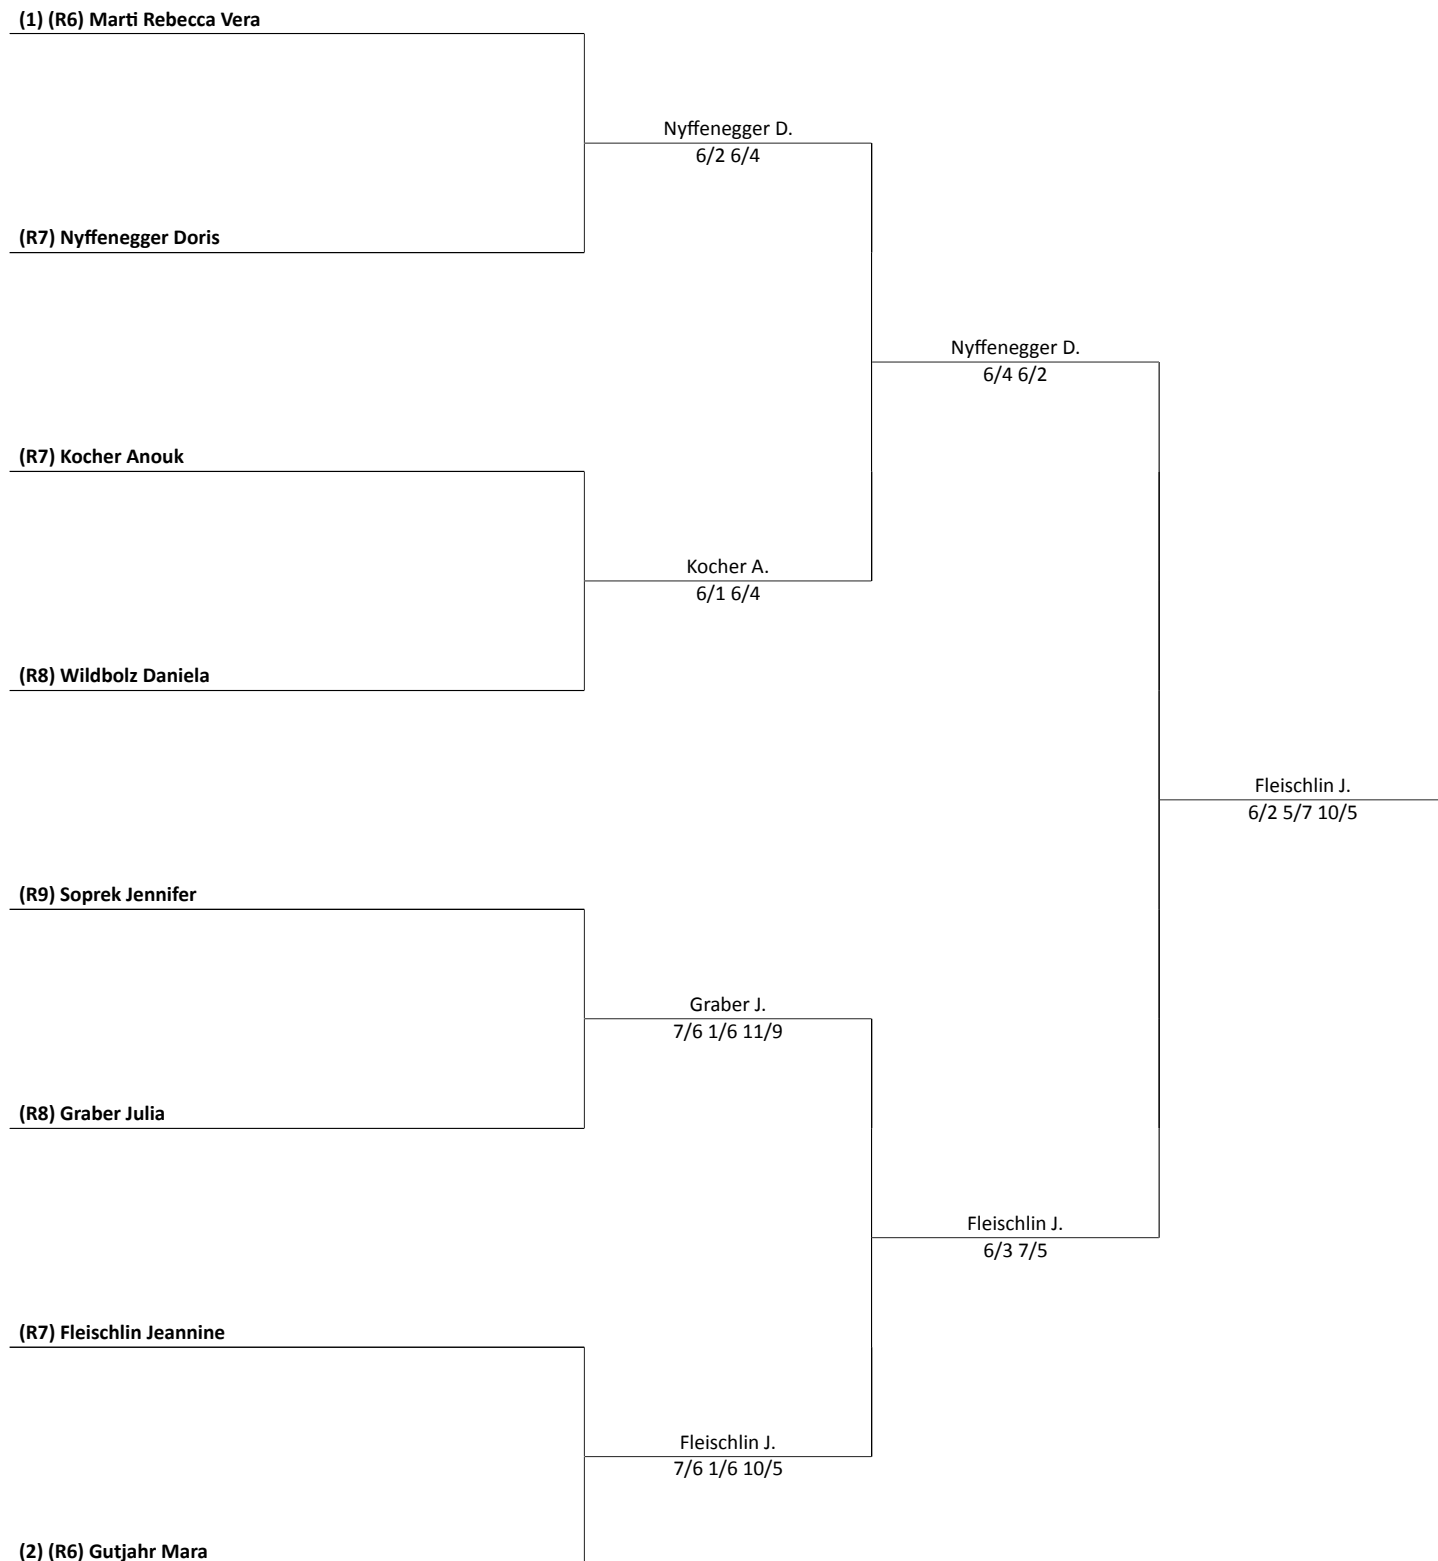 (1) (R6) Marti Rebecca Vera
Nyffenegger D.
6/2 6/4
(R7) Nyffenegger Doris
Nyffenegger D.
6/4 6/2
(R7) Kocher Anouk
Kocher A.
6/1 6/4
(R8) Wildbolz Daniela
Fleischlin J.
6/2 5/7 10/5
(R9) Soprek Jennifer
Graber J.
7/6 1/6 11/9
(R8) Graber Julia
Fleischlin J.
6/3 7/5
(R7) Fleischlin Jeannine
Fleischlin J.
7/6 1/6 10/5
(2) (R6) Gutjahr Mara